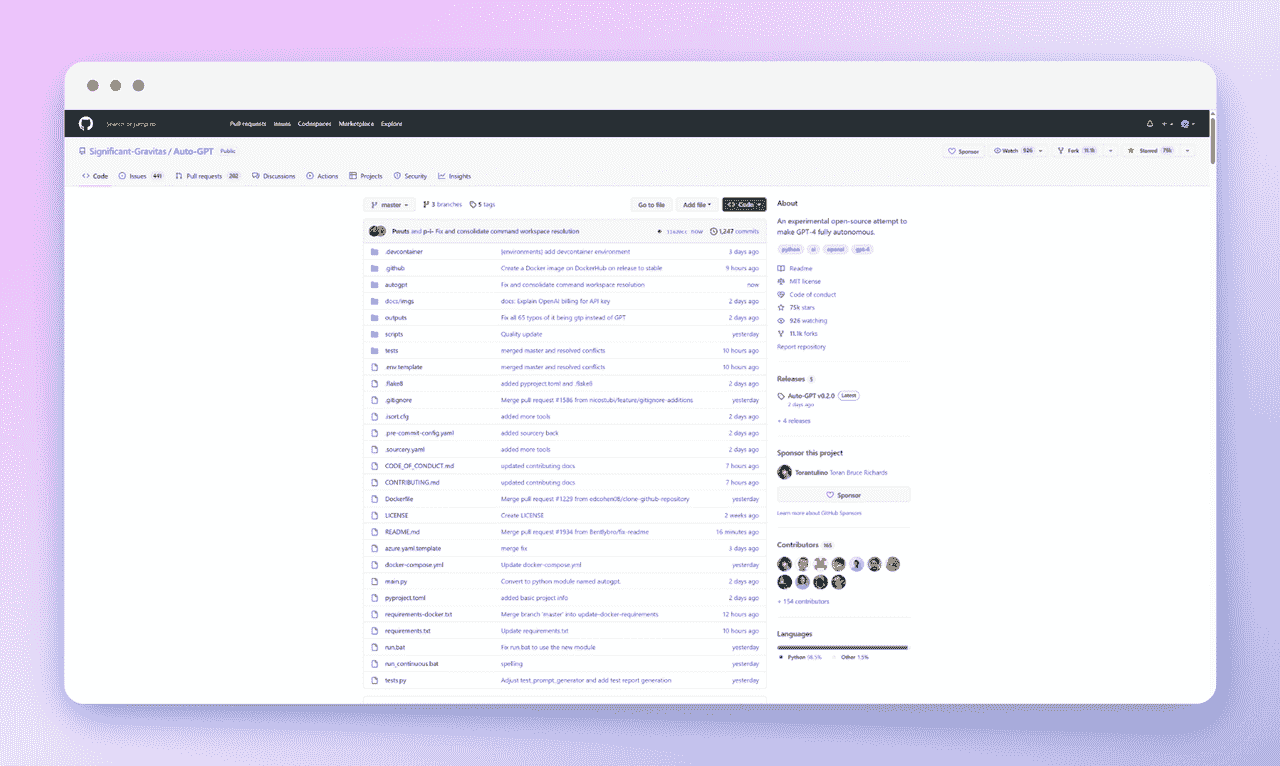 Search or jump to Pull requests Issues Codespaces Marketplace Explore
Significant-Gravitas / Auto-GPT Public Sponsor Watch 926 Fork 11.1k Starred 75k
Code Issues 441 Pull requests 202 Discussions Actions Projects Security Insights
master 3 branches 5 tags Go to file Add file Code
and p-i- Fix and consolidate command workspace resolution now 1,247 commits
.devcontainer [environments] add devcontainer environment 3 days ago
.github Create a Docker image on DockerHub on release to stable 9 hours ago
autogpt Fix and consolidate command workspace resolution now
docs/imgs docs: Explain OpenAI billing for API key 2 days ago
outputs Fix all 65 typos of it being gtp instead of GPT 2 days ago
scripts Quality update yesterday
tests merged master and resolved conflicts 10 hours ago
.env.template merged master and resolved conflicts 10 hours ago
.flake8 added pyproject.toml and .flake8 2 days ago
.gitignore Merge pull request #1586 from nicostubi/feature/gitignore-additions yesterday
.isort.cfg added more tools 2 days ago
.pre-commit-config.yaml added sourcery back 2 days ago
.sourcery.yaml added more tools 2 days ago
CODE_OF_CONDUCT.md updated contributing docs 7 hours ago
CONTRIBUTING.md updated contributing docs 7 hours ago
Dockerfile Merge pull request #1229 from edcohen08/clone-github-repository yesterday
LICENSE Create LICENSE 2 weeks ago
README.md Merge pull request #1934 from Bentlybro/fix-readme 16 minutes ago
azure.yaml.template merge fix 3 days ago
docker-compose.yml Update docker-compose.yml yesterday
main.py Convert to python module named autogpt. 2 days ago
pyproject.toml added basic project info 2 days ago
requirements-docker.txt Merge branch 'master' into update-docker-requirements 12 hours ago
requirements.txt Update requirements.txt 10 hours ago
run.bat Fix run.bat to use the new module yesterday
run_continuous.bat spelling yesterday
tests.py Adjust test_prompt_generator and add test report generation yesterday
About
An experimental open-source attempt to
make GPT-4 fully autonomous.
python ai openai gpt-4
Readme
MIT license
Code of conduct
75k stars
926 watching
11.1k forks
Report repository
Releases 5
Auto-GPT v0.2.0 Latest
2 days ago
+ 4 releases
Sponsor this project
Torantulino Toran Bruce Richards
Sponsor
Learn more about GitHub Sponsors
Contributors 165
+ 154 contributors
Languages
Python 98.5% Other 1.5%